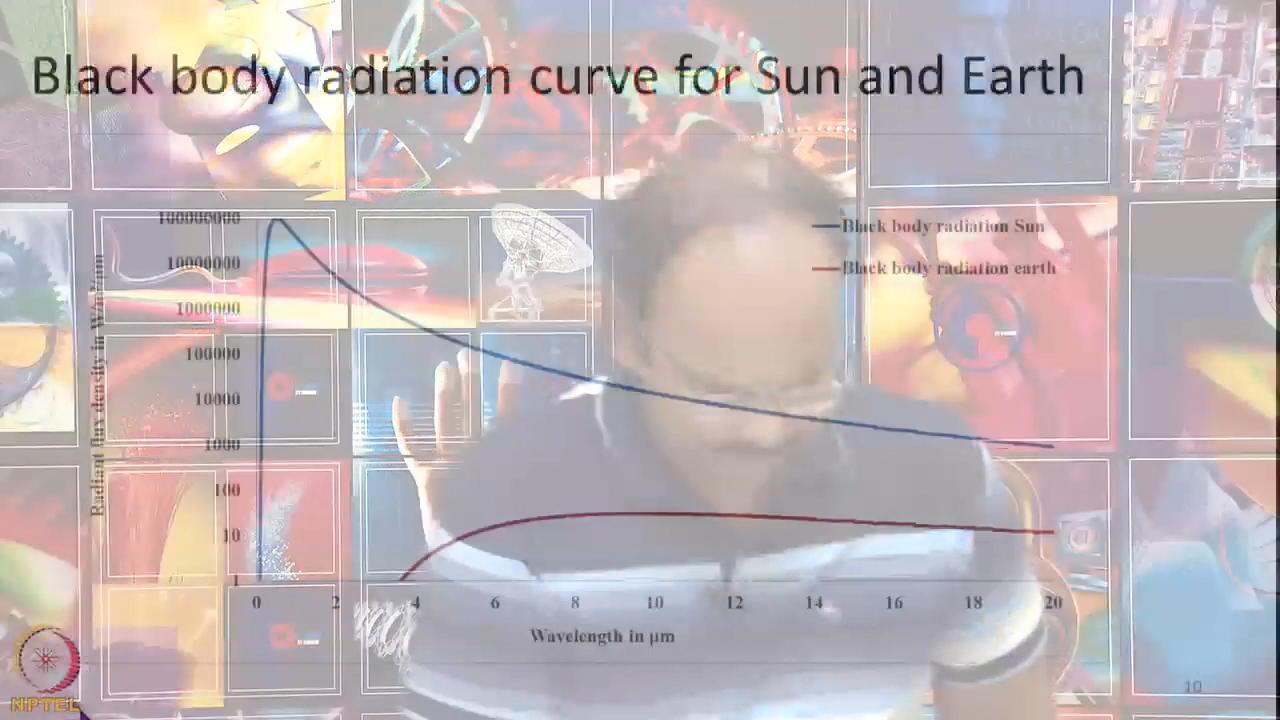 Black body radiation curve for Sun and Earth
100000000
10000000
1000000
100000
10000
1000
100
10
1
Radiant flux density in W/m²/μm
Black body radiation Sun
Black body radiation earth
0 2 4 6 8 10 12 14 16 18 20
Wavelength in μm
10
NPTEL